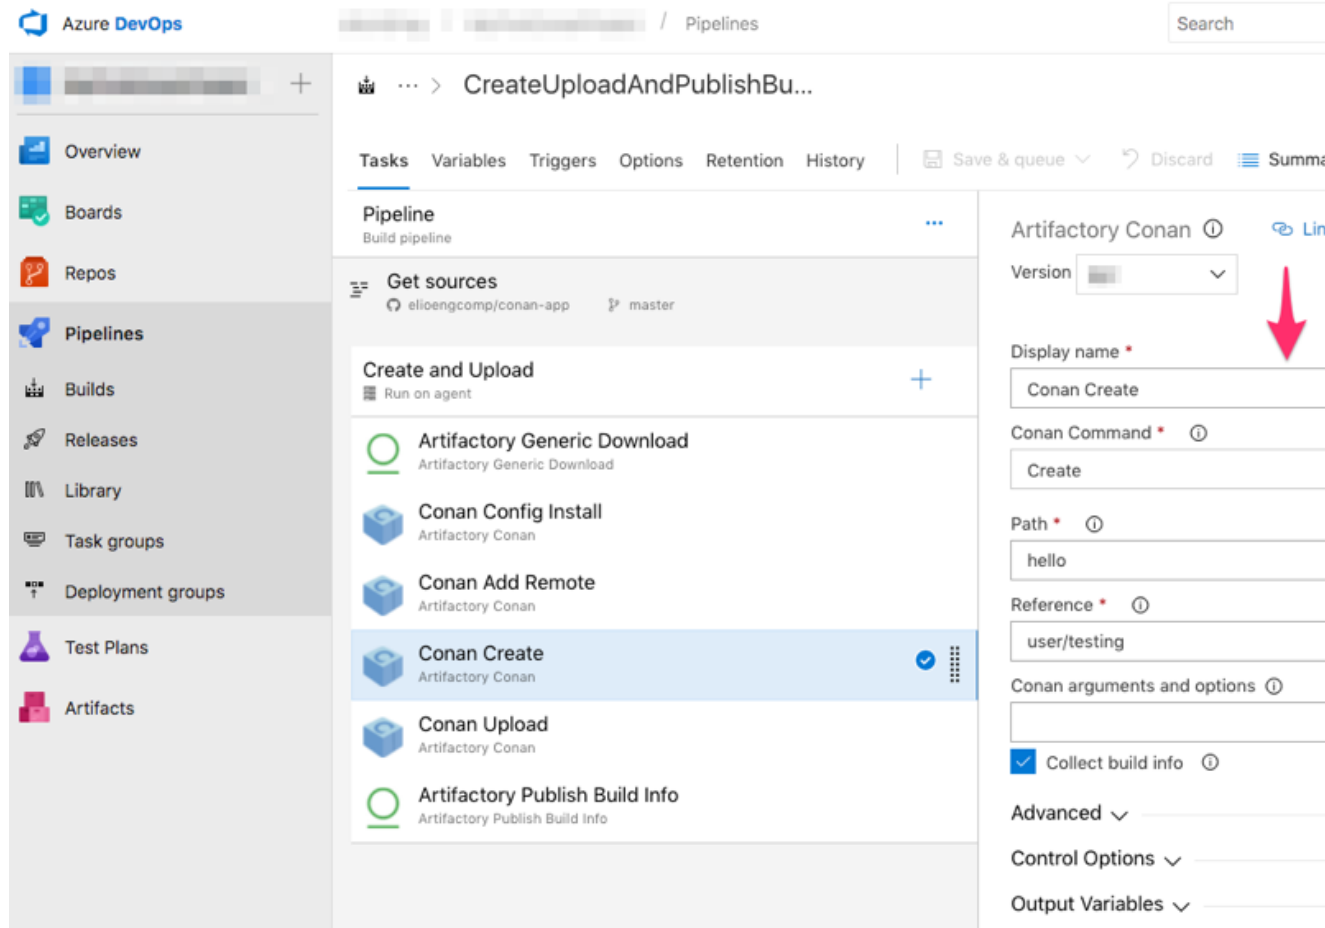 Azure DevOps
/ Pipelines
Search
CreateUploadAndPublishBu...
Overview
Boards
Repos
Pipelines
Builds
Releases
Library
Task groups
Deployment groups
Test Plans
Artifacts
Tasks Variables Triggers Options Retention History
Save & queue Discard Summa
Pipeline
Build pipeline
Get sources
elioengcomp/conan-app master
Create and Upload
Run on agent
Artifactory Generic Download
Artifactory Generic Download
Conan Config Install
Artifactory Conan
Conan Add Remote
Artifactory Conan
Conan Create
Artifactory Conan
Conan Upload
Artifactory Conan
Artifactory Publish Build Info
Artifactory Publish Build Info
Artifactory Conan Lin
Version
Display name *
Conan Create
Conan Command *
Create
Path *
hello
Reference *
user/testing
Conan arguments and options
Collect build info
Advanced
Control Options
Output Variables